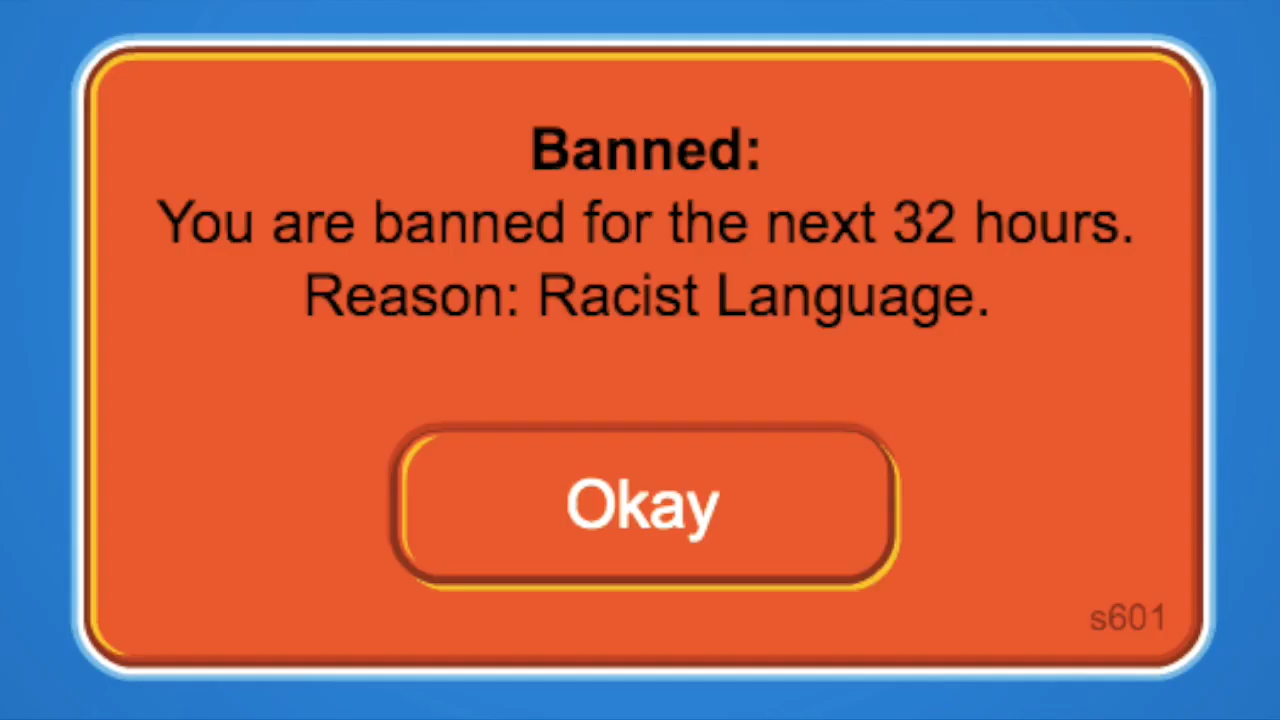 Banned:
You are banned for the next 32 hours.
Reason: Racist Language.
Okay
s601